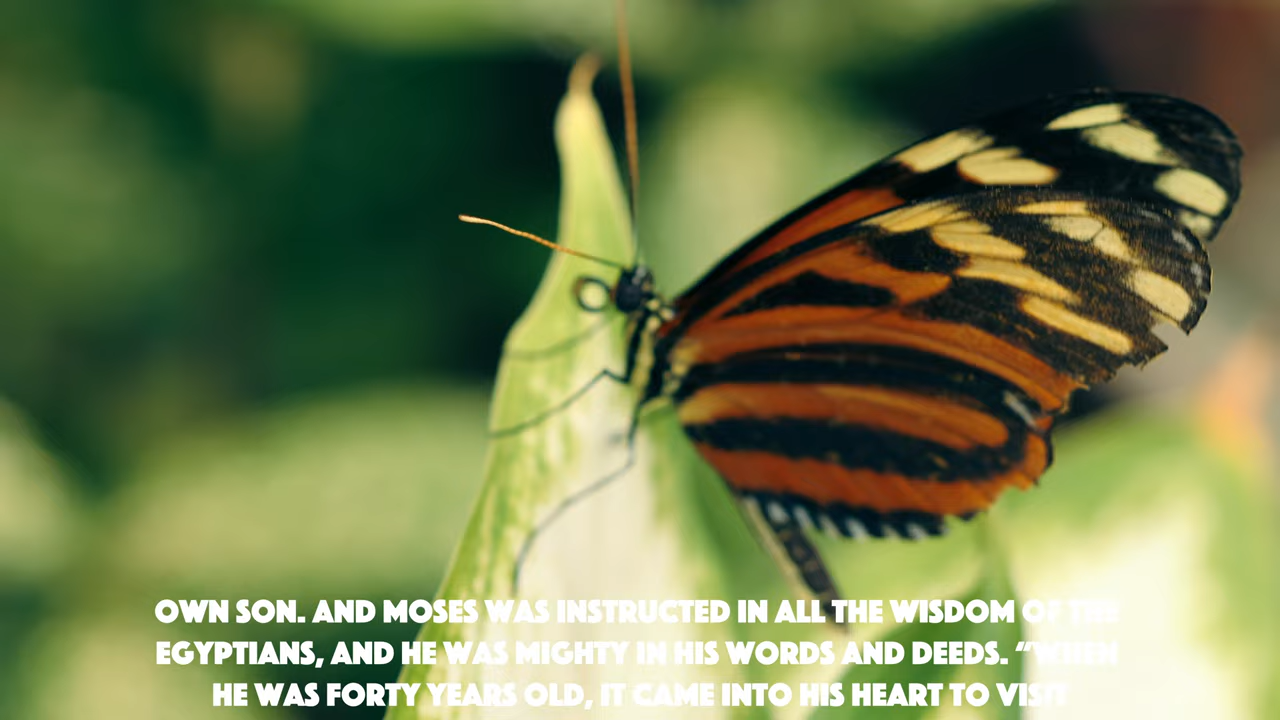 OWN SON. AND MOSES WAS INSTRUCTED IN ALL THE WISDOM OF THE
EGYPTIANS, AND HE WAS MIGHTY IN HIS WORDS AND DEEDS. “WHEN
HE WAS FORTY YEARS OLD, IT CAME INTO HIS HEART TO VISIT